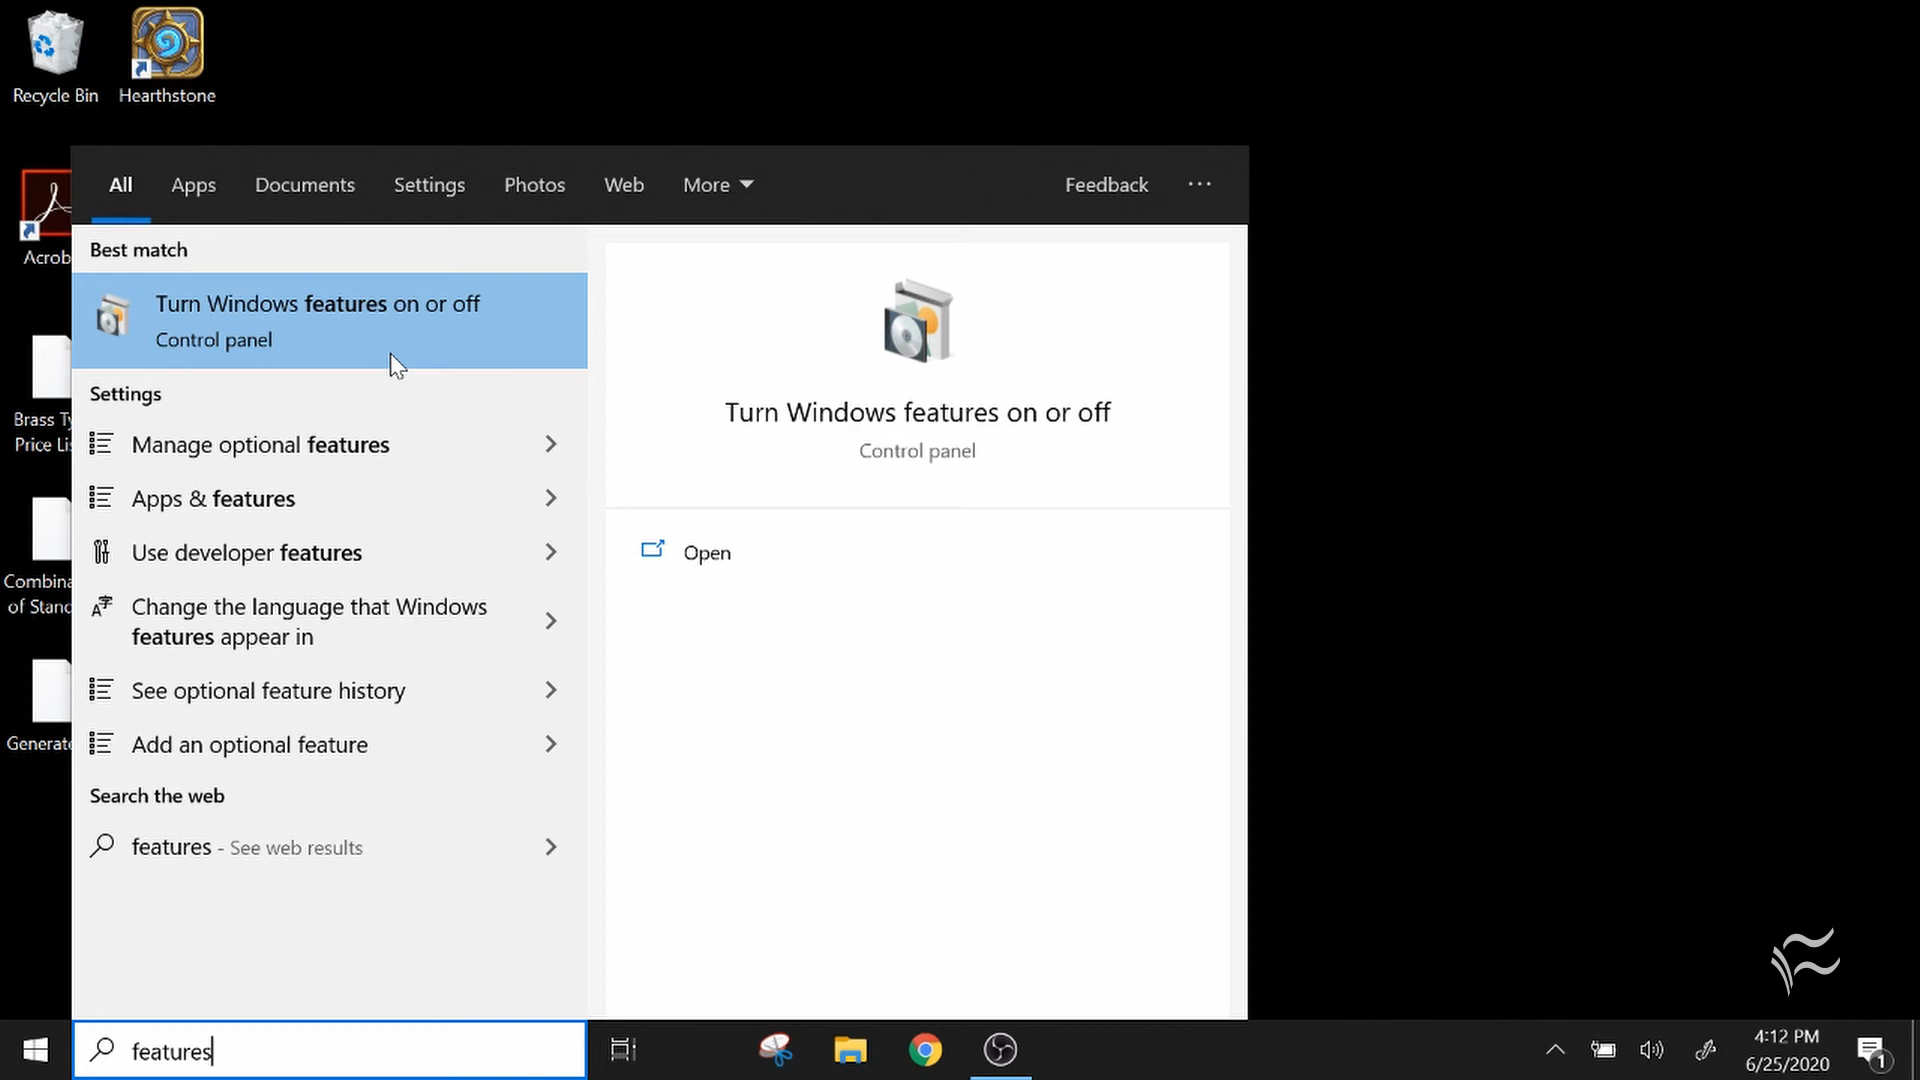 Recycle Bin
Hearthstone
Acrob
Brass Ty
Price Lis
Combina
of Stanc
Generate
All
Apps
Documents
Settings
Photos
Web
More
Feedback
Best match
Turn Windows features on or off
Control panel
Settings
Manage optional features
Apps & features
Use developer features
Change the language that Windows
features appear in
See optional feature history
Add an optional feature
Search the web
features - See web results
Turn Windows features on or off
Control panel
Open
features
4:12 PM
6/25/2020
1